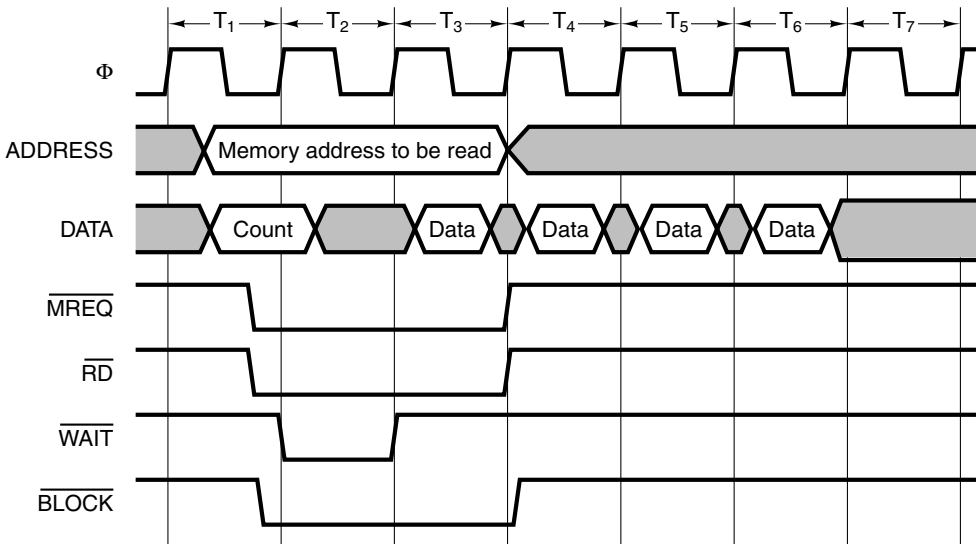 T1 T2 T3 T4 T5 T6 T7
Φ
ADDRESS Memory address to be read
DATA Count Data Data Data Data
MREQ
RD
WAIT
BLOCK